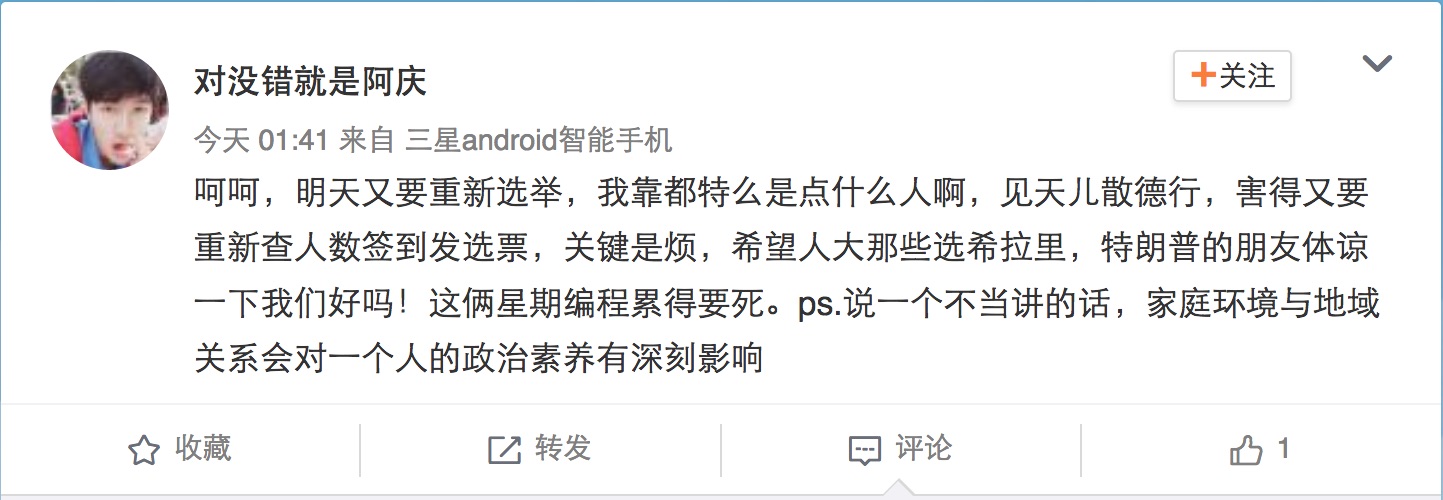 对没错就是阿庆
+关注
今天 01:41 来自 三星android智能手机
呵呵，明天又要重新选举，我靠都特么是点什么人啊，见天儿散德行，害得又要
重新查人数签到发选票，关键是烦，希望人大那些选希拉里，特朗普的朋友体谅
一下我们好吗！这俩星期编程累得要死。ps.说一个不当讲的话，家庭环境与地域
关系会对一个人的政治素养有深刻影响
收藏
转发
评论
1